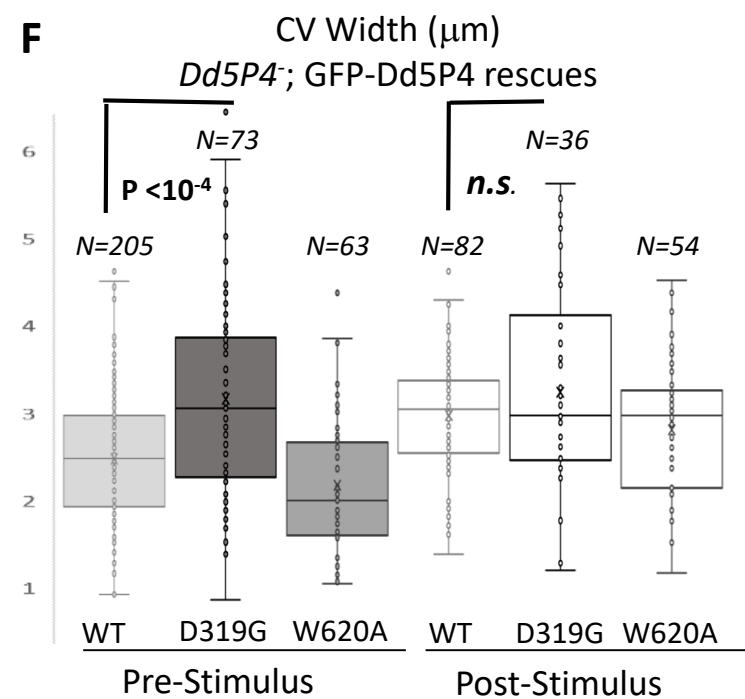 F
CV Width (μm)
Dd5P4-; GFP-Dd5P4 rescues
6
5
4
3
2
1
N=73
P <10-4
N=205
N=63
N=36
n.s.
N=82
N=54
WT D319G W620A WT D319G W620A
Pre-Stimulus Post-Stimulus